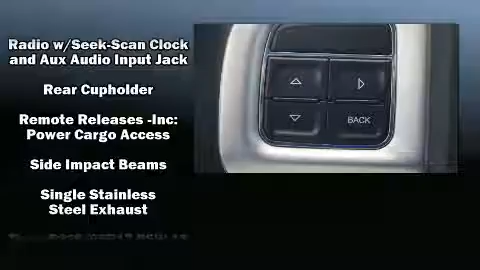 Radio w/Seek-Scan Clock
and Aux Audio Input Jack
Rear Cupholder
Remote Releases -Inc:
Power Cargo Access
Side Impact Beams
Single Stainless
Steel Exhaust
BACK